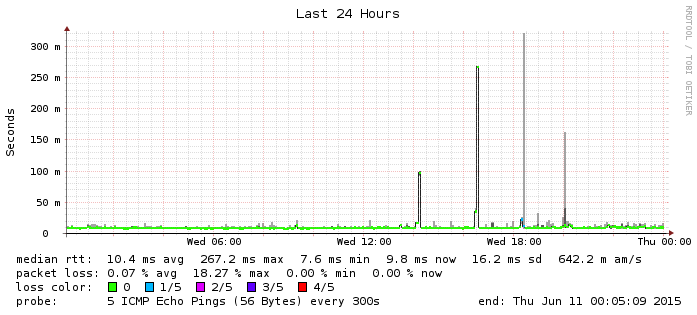 Last 24 Hours
RRDTOOL / TOBI OETIKER
Seconds
300 m
250 m
200 m
150 m
100 m
50 m
0
Wed 06:00 Wed 12:00 Wed 18:00 Thu 00:00
median rtt: 10.4 ms avg 267.2 ms max 7.6 ms min 9.8 ms now 16.2 ms sd 642.2 m am/s
packet loss: 0.07 % avg 18.27 % max 0.00 % min 0.00 % now
loss color: 0 1/5 2/5 3/5 4/5
probe: 5 ICMP Echo Pings (56 Bytes) every 300s end: Thu Jun 11 00:05:09 2015